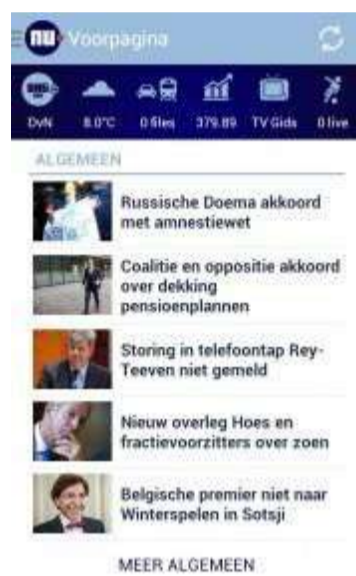 nu Voorpagina
DvN 8.0°C 0 files 379.89 TV Gids 0 live
ALGEMEEN
Russische Doema akkoord
met amnestiewet
Coalitie en oppositie akkoord
over dekking
pensioenplannen
Storing in telefoontap Rey-
Teeven niet gemeld
Nieuw overleg Hoes en
fractievoorzitters over zoen
Belgische premier niet naar
Winterspelen in Sotsji
MEER ALGEMEEN